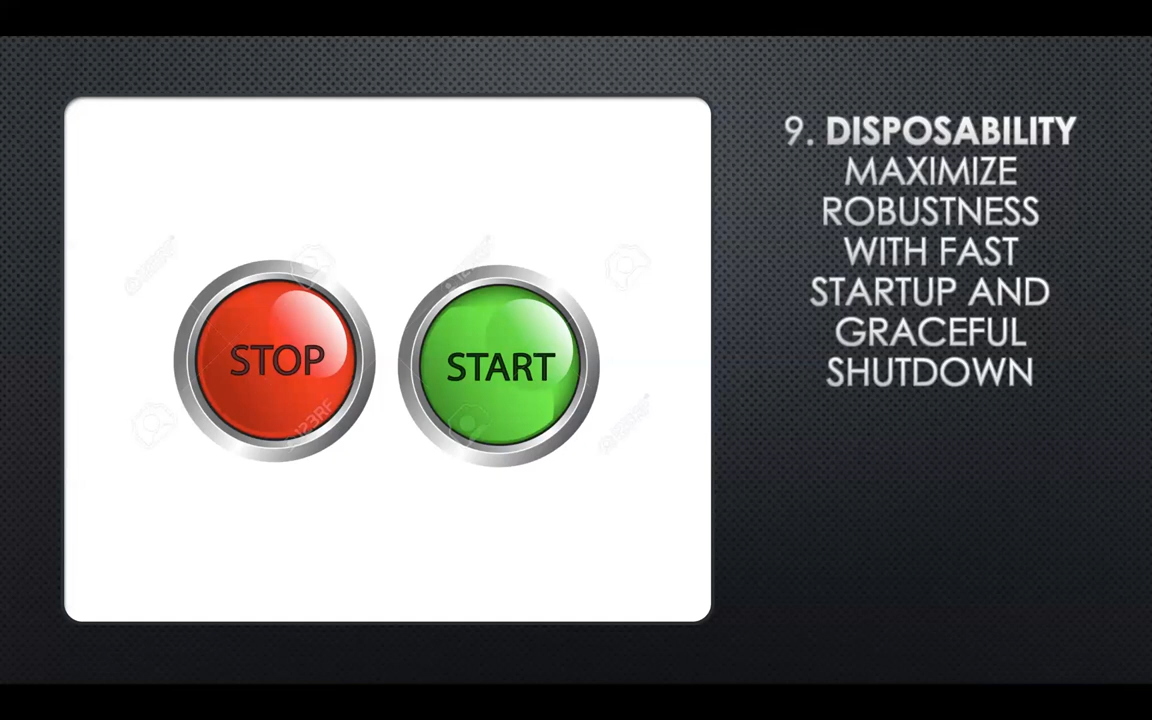 STOP
START
9. DISPOSABILITY
MAXIMIZE
ROBUSTNESS
WITH FAST
STARTUP AND
GRACEFUL
SHUTDOWN